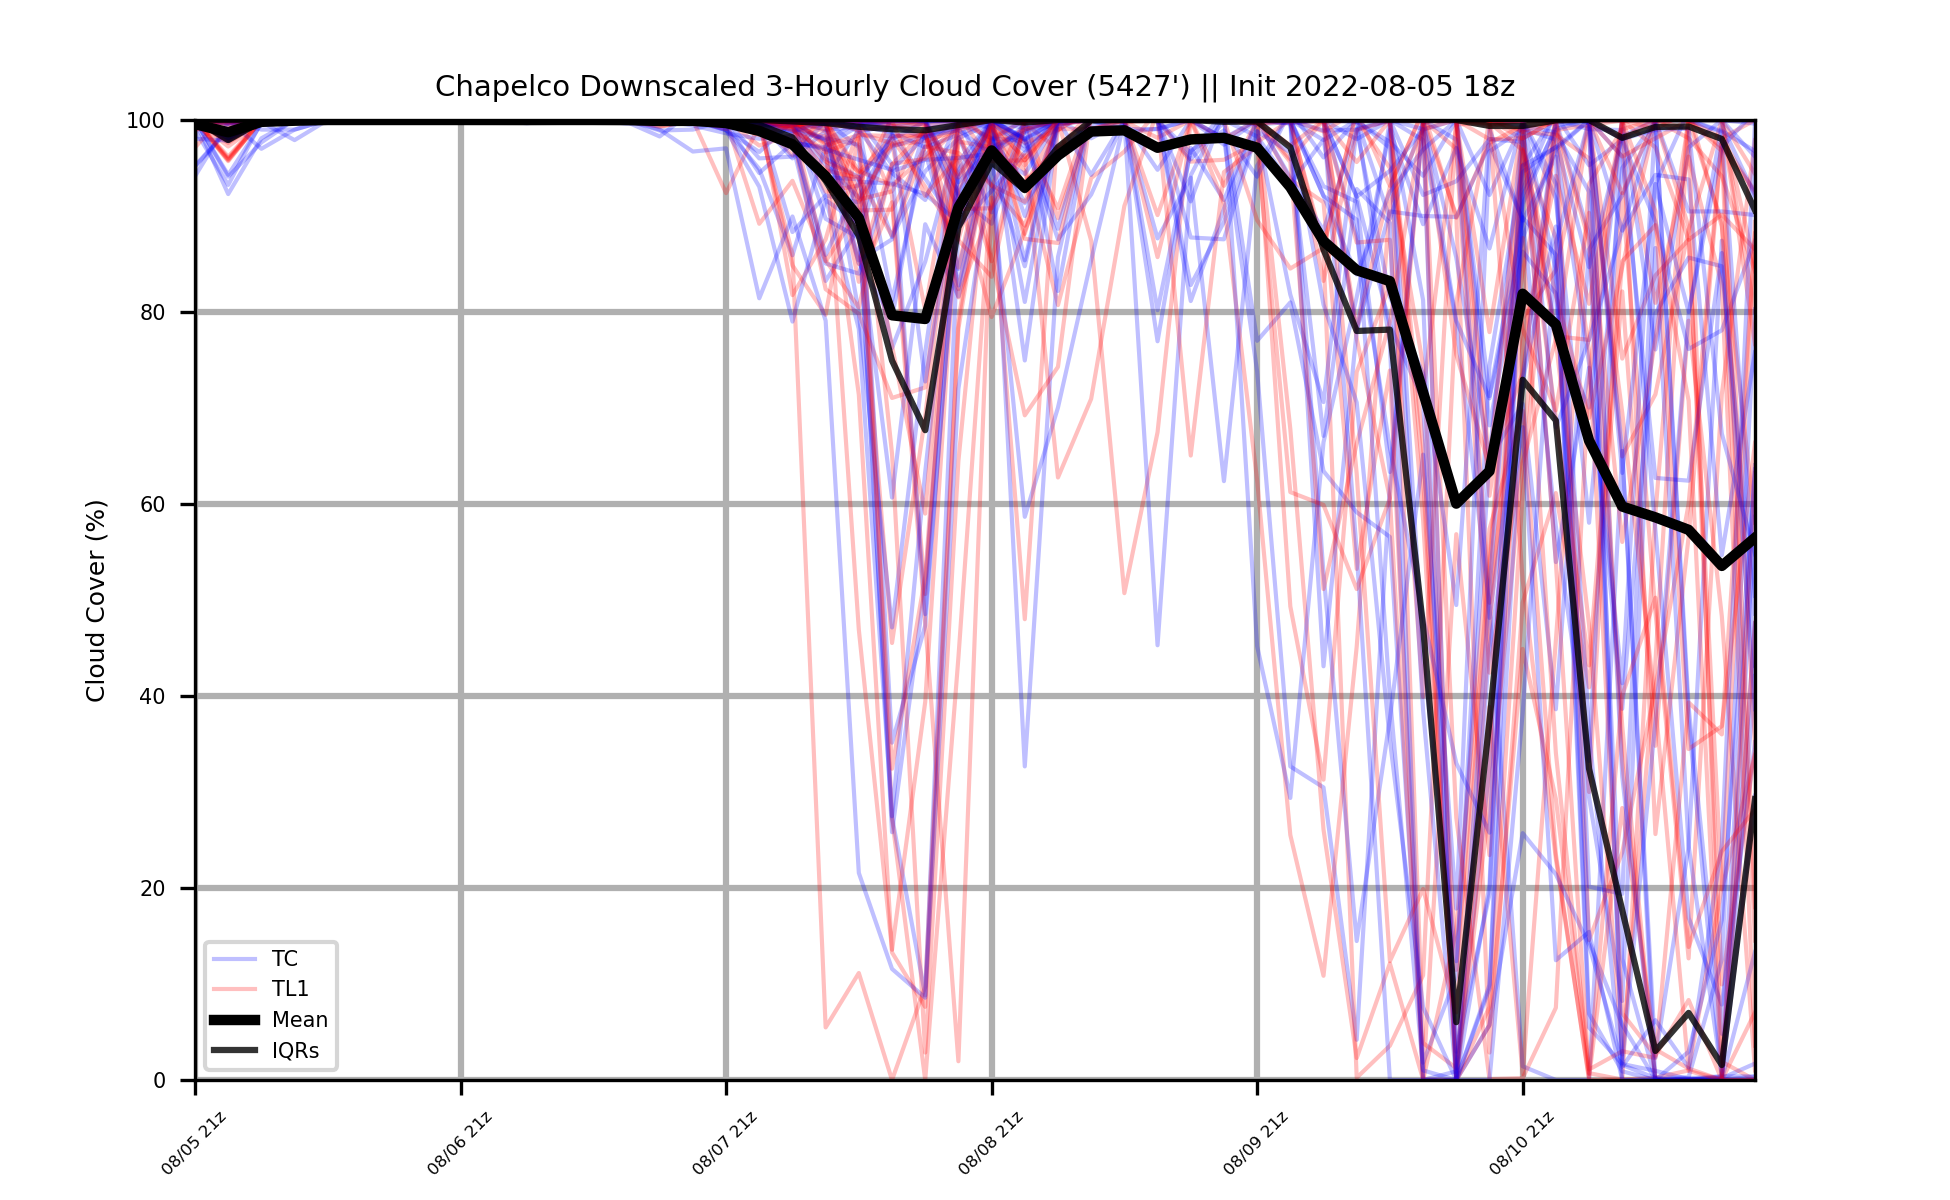 Chapelco Downscaled 3-Hourly Cloud Cover (5427') || Init 2022-08-05 18z
Cloud Cover (%)
100
80
60
40
20
0
TC
TL1
Mean
IQRs
08/05 21z
08/06 21z
08/07 21z
08/08 21z
08/09 21z
08/10 21z